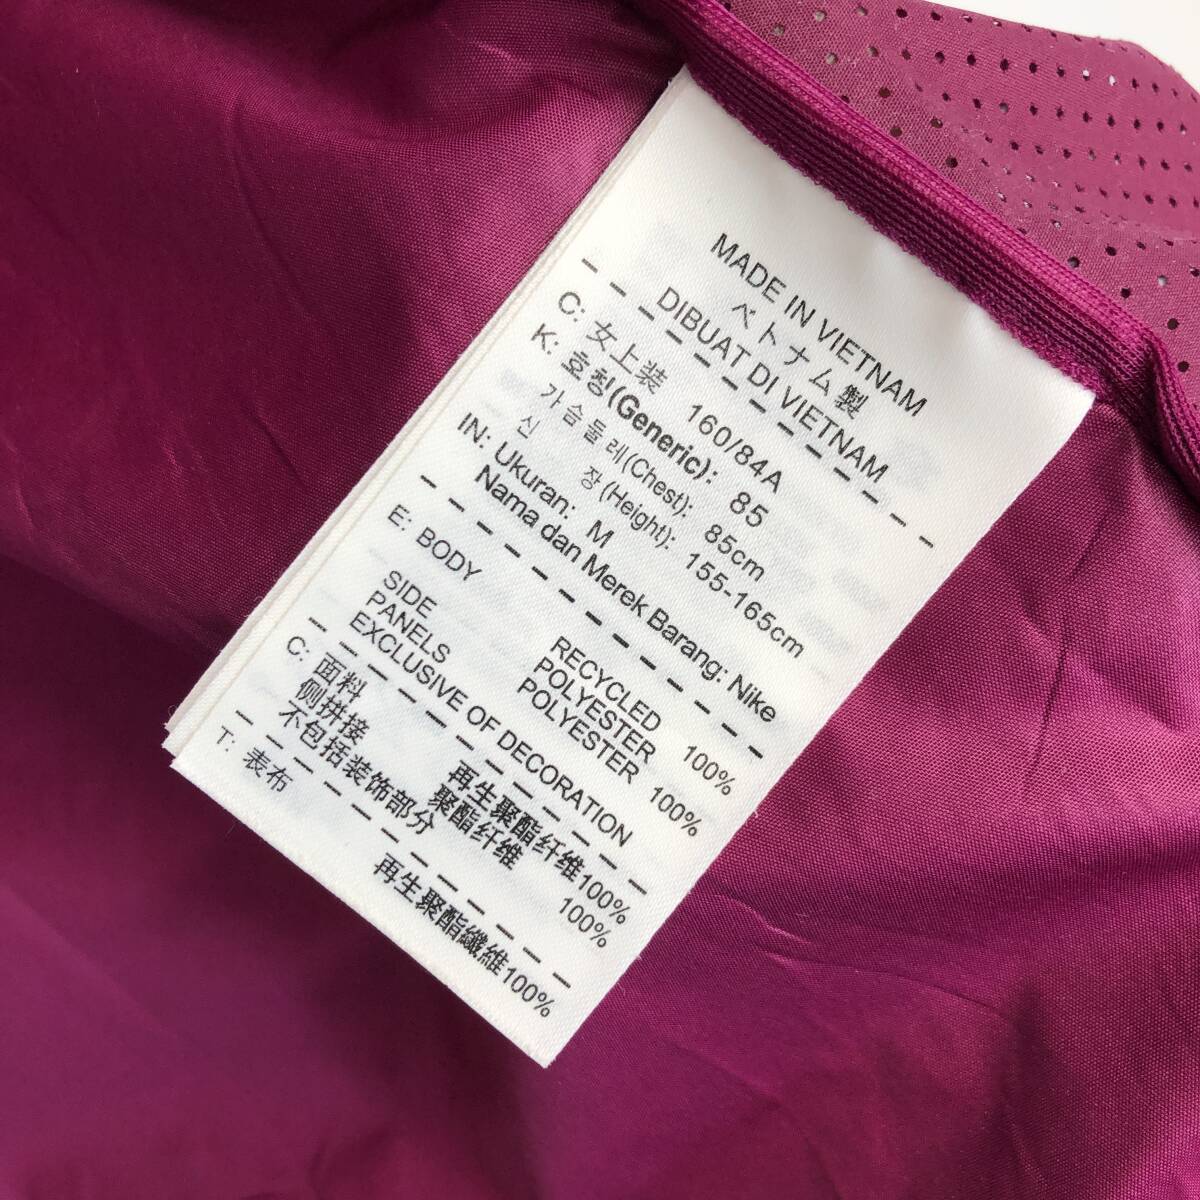 MADE IN VIETNAM
ベトナム製
DIBUAT DI VIETNAM
C: 女上装 160/84A
K: 호칭(Generic): 85
가슴둘레(Chest): 85cm
신 장(Height): 155-165cm
IN: Ukuran: M
Nama dan Merek Barang: Nike
E: BODY RECYCLED
POLYESTER 100%
SIDE POLYESTER 100%
PANELS
EXCLUSIVE OF DECORATION
C: 面料 再生聚酯纤维100%
侧拼接 聚酯纤维 100%
不包括装饰部分
T: 表布 再生聚酯纖維100%